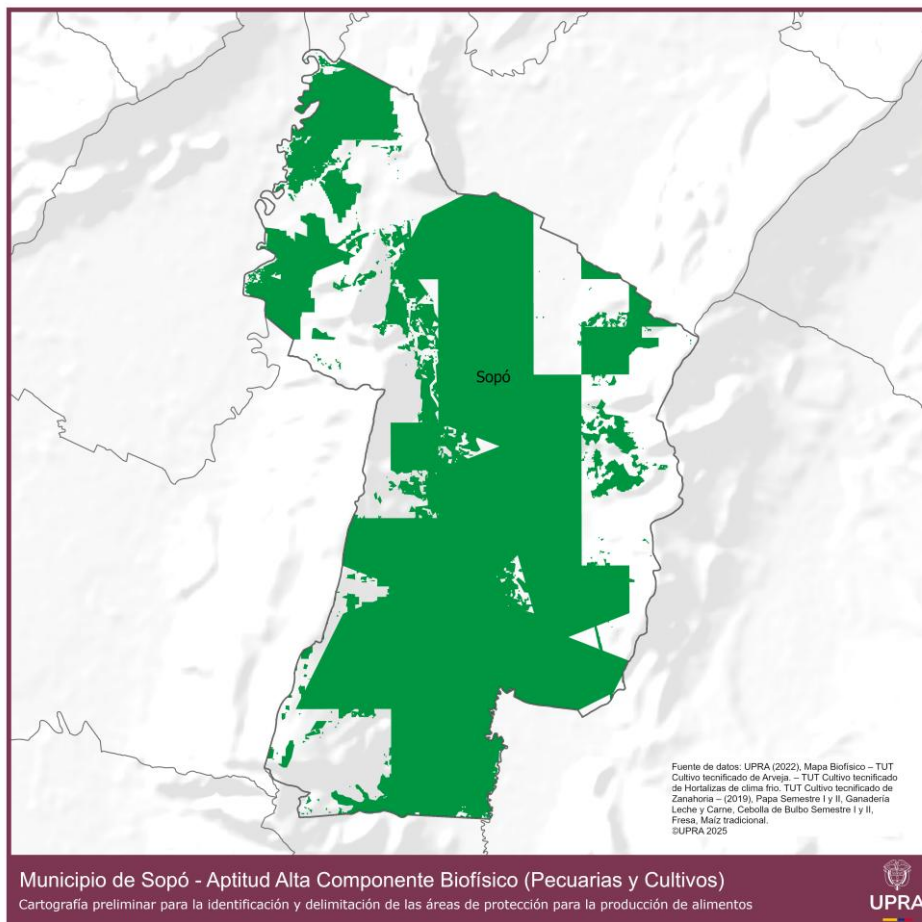 Sopó
Fuente de datos: UPRA (2022), Mapa Biofísico – TUT
Cultivo tecnificado de Arveja. – TUT Cultivo tecnificado
de Hortalizas de clima frio. TUT Cultivo tecnificado de
Zanahoria – (2019), Papa Semestre I y II, Ganadería
Leche y Carne, Cebolla de Bulbo Semestre I y II,
Fresa, Maíz tradicional.
©UPRA 2025
Municipio de Sopó - Aptitud Alta Componente Biofísico (Pecuarias y Cultivos)
Cartografía preliminar para la identificación y delimitación de las áreas de protección para la producción de alimentos
UPRA